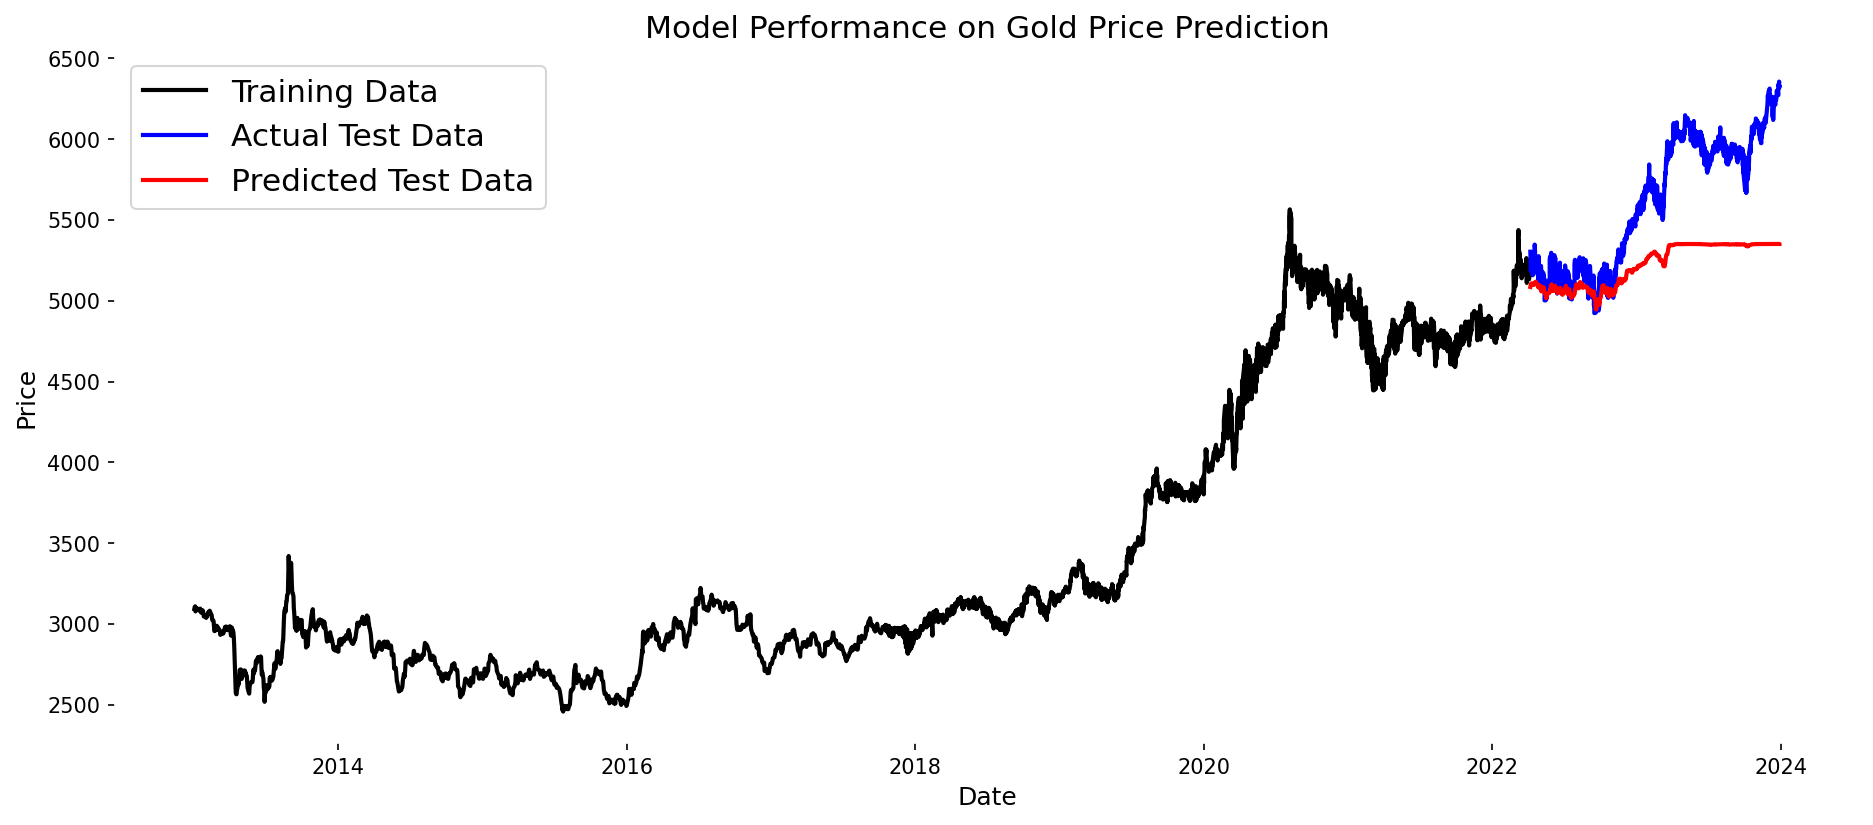 Model Performance on Gold Price Prediction
6500
6000
5500
5000
4500
4000
3500
3000
2500
Price
Training Data
Actual Test Data
Predicted Test Data
2014
2016
2018
2020
2022
2024
Date